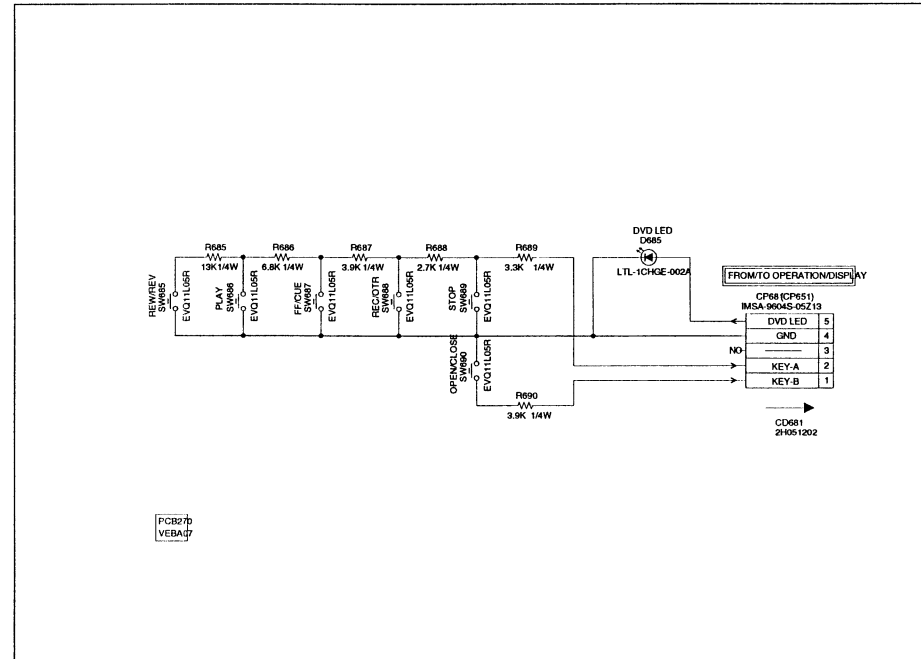 DVD LED
D685
LTL-1CHGE-002A
R685
13K 1/4W
R686
6.8K 1/4W
R687
3.9K 1/4W
R688
2.7K 1/4W
R689
3.3K 1/4W
FROM/TO OPERATION/DISPLAY
CP681(CP651)
IMSA-9604S-05Z13
DVD LED 5
GND 4
NC 3
KEY-A 2
KEY-B 1
REW/REV
SW685
EVQ11L05R
PLAY
SW686
EVQ11L05R
FF/CUE
SW687
EVQ11L05R
REC/OTR
SW688
EVQ11L05R
STOP
SW689
EVQ11L05R
OPEN/CLOSE
SW690
EVQ11L05R
R690
3.9K 1/4W
CD681
2H051202
PCB270
VEBA07